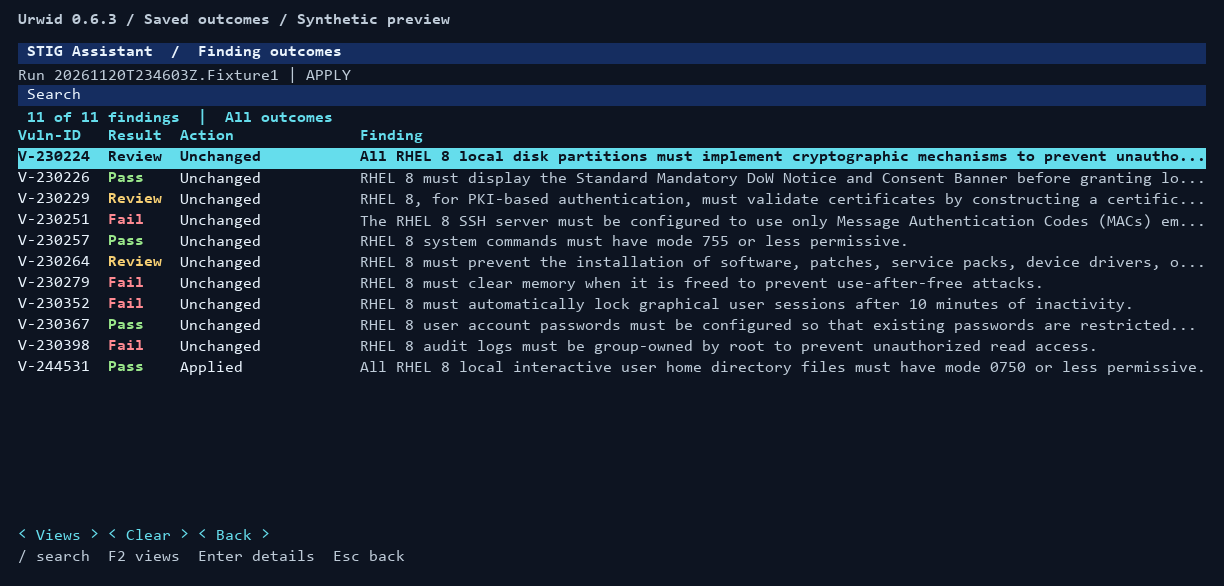 Urwid 0.6.3 / Saved outcomes / Synthetic preview
STIG Assistant / Finding outcomes
Run 20261120T234603Z.Fixture1 | APPLY
Search
11 of 11 findings | All outcomes
Vuln-ID Result Action Finding
V-230224 Review Unchanged All RHEL 8 local disk partitions must implement cryptographic mechanisms to prevent unautho...
V-230226 Pass Unchanged RHEL 8 must display the Standard Mandatory DoW Notice and Consent Banner before granting lo...
V-230229 Review Unchanged RHEL 8, for PKI-based authentication, must validate certificates by constructing a certific...
V-230251 Fail Unchanged The RHEL 8 SSH server must be configured to use only Message Authentication Codes (MACs) em...
V-230257 Pass Unchanged RHEL 8 system commands must have mode 755 or less permissive.
V-230264 Review Unchanged RHEL 8 must prevent the installation of software, patches, service packs, device drivers, o...
V-230279 Fail Unchanged RHEL 8 must clear memory when it is freed to prevent use-after-free attacks.
V-230352 Fail Unchanged RHEL 8 must automatically lock graphical user sessions after 10 minutes of inactivity.
V-230367 Pass Unchanged RHEL 8 user account passwords must be configured so that existing passwords are restricted...
V-230398 Fail Unchanged RHEL 8 audit logs must be group-owned by root to prevent unauthorized read access.
V-244531 Pass Applied All RHEL 8 local interactive user home directory files must have mode 0750 or less permissive.
< Views > < Clear > < Back >
/ search F2 views Enter details Esc back